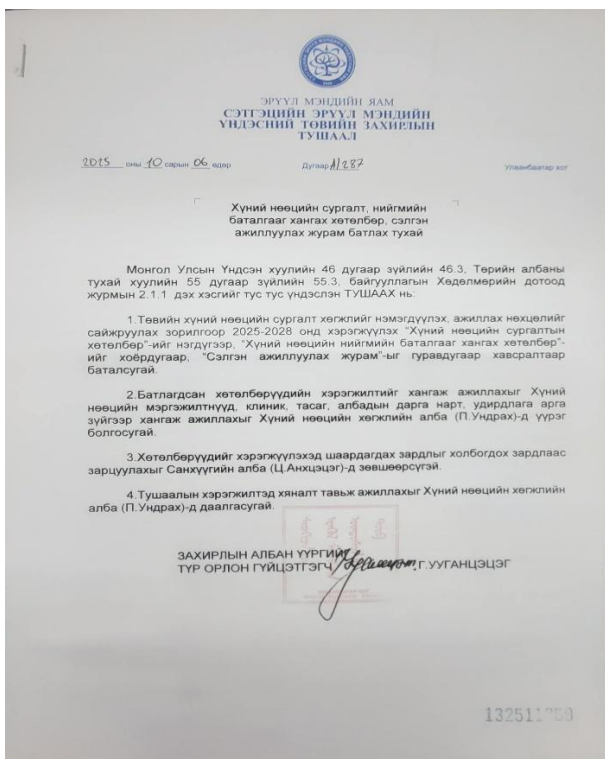 ЭРҮҮЛ МЭНДИЙН ЯАМ
СЭТГЭЦИЙН ЭРҮҮЛ МЭНДИЙН
ҮНДЭСНИЙ ТӨВИЙН ЗАХИРЛЫН
ТУШААЛ
2025 оны 10 сарын 06 өдөр Дугаар А/287 Улаанбаатар хот
Хүний нөөцийн сургалт, нийгмийн
баталгааг хангах хөтөлбөр, сэлгэн
ажиллуулах журам батлах тухай
Монгол Улсын Үндсэн хуулийн 46 дугаар зүйлийн 46.3, Төрийн албаны
тухай хуулийн 55 дугаар зүйлийн 55.3, байгууллагын Хөдөлмөрийн дотоод
журмын 2.1.1 дэх хэсгийг тус тус үндэслэн ТУШААХ нь:
1.Төвийн хүний нөөцийн сургалт хөгжлийг нэмэгдүүлэх, ажиллах нөхцөлийг
сайжруулах зорилгоор 2025-2028 онд хэрэгжүүлэх "Хүний нөөцийн сургалтын
хөтөлбөр"-ийг нэгдүгээр, "Хүний нөөцийн нийгмийн баталгааг хангах хөтөлбөр"-
ийг хоёрдугаар, "Сэлгэн ажиллуулах журам"-ыг гуравдугаар хавсралтаар
баталсугай.
2.Батлагдсан хөтөлбөрүүдийн хэрэгжилтийг хангаж ажиллахыг Хүний
нөөцийн мэргэжилтнүүд, клиник, тасаг, албадын дарга нарт, удирдлага арга
зүйгээр хангаж ажиллахыг Хүний нөөцийн хөгжлийн алба (П.Ундрах)-д үүрэг
болгосугай.
3.Хөтөлбөрүүдийг хэрэгжүүлэхэд шаардагдах зардлыг холбогдох зардлаас
зарцуулахыг Санхүүгийн алба (Ц.Анхцэцэг)-д зөвшөөрсүгэй.
4.Тушаалын хэрэгжилтэд хяналт тавьж ажиллахыг Хүний нөөцийн хөгжлийн
алба (П.Ундрах)-д даалгасугай.
ЗАХИРЛЫН АЛБАН ҮҮРГИЙГ
ТҮР ОРЛОН ГҮЙЦЭТГЭГЧ Г.УУГАНЦЭЦЭГ